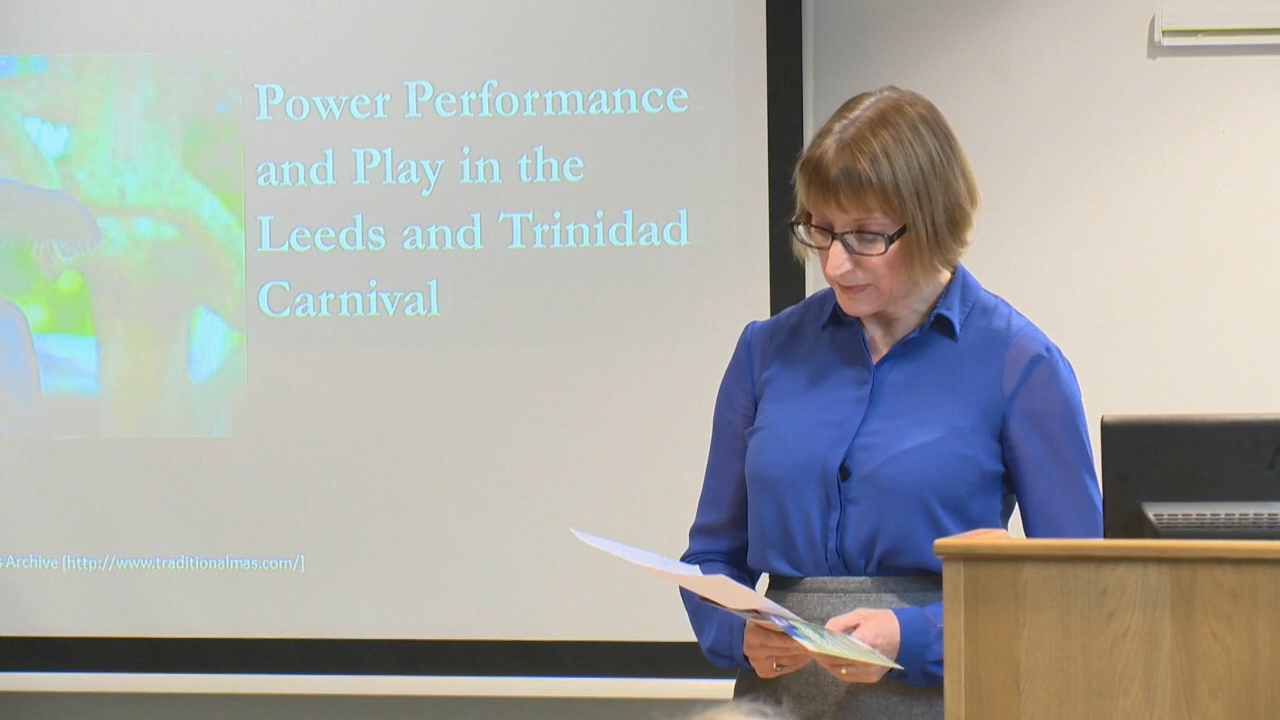 Power Performance
and Play in the
Leeds and Trinidad
Carnival
s Archive [http://www.traditionalmas.com/]